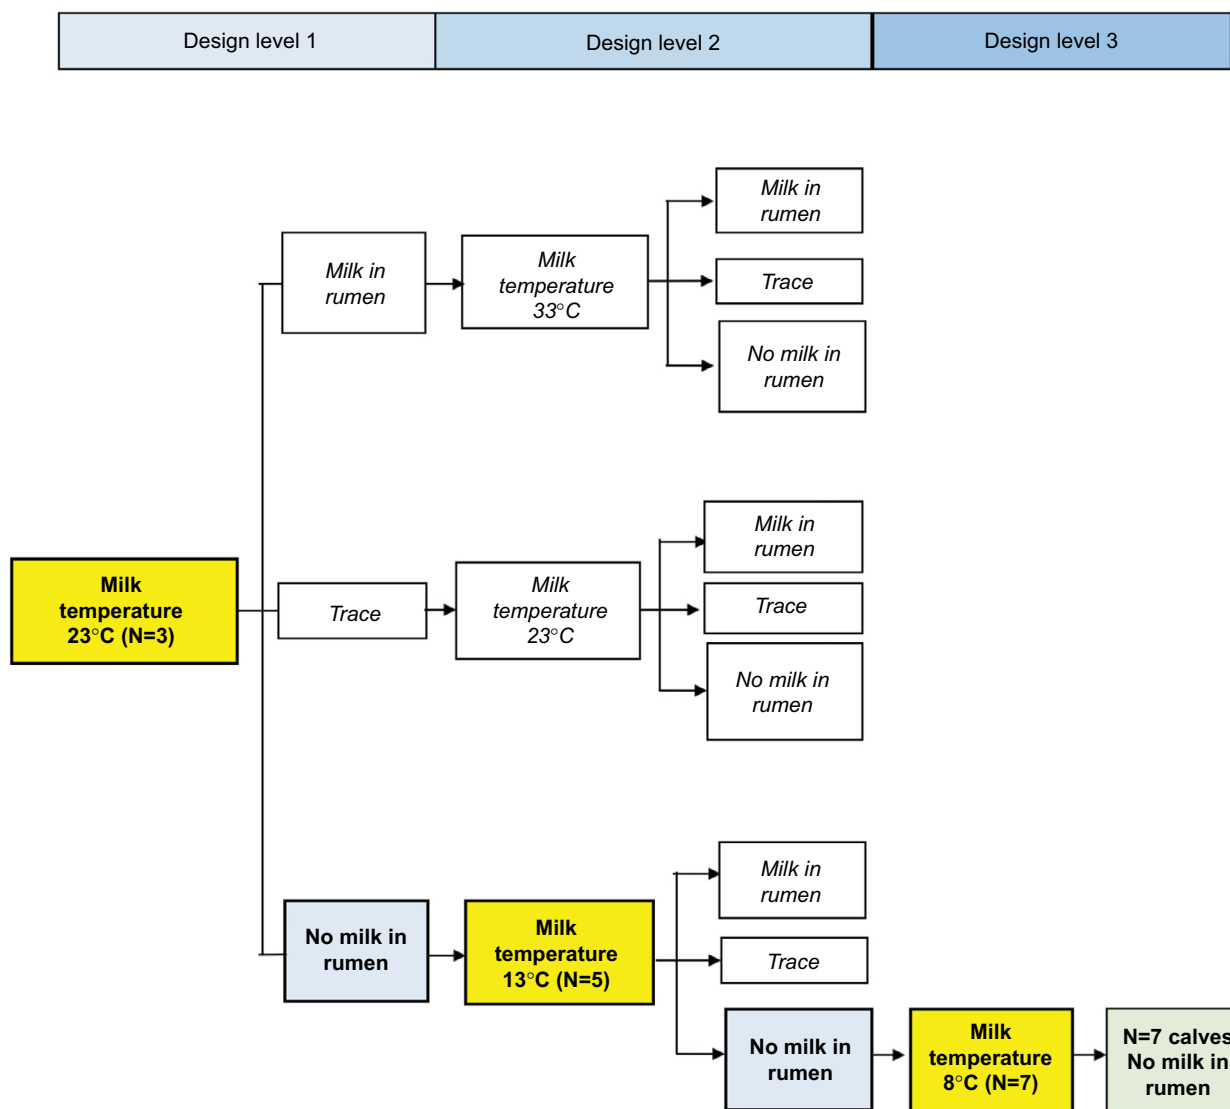 Design level 1
Design level 2
Design level 3
Milk in
rumen
Milk in
rumen
Milk
temperature
33°C
Trace
No milk in
rumen
Milk in
rumen
Milk
temperature
23°C (N=3)
Trace
Milk
temperature
23°C
Trace
No milk in
rumen
Milk in
rumen
No milk in
rumen
Milk
temperature
13°C (N=5)
Trace
No milk in
rumen
Milk
temperature
8°C (N=7)
N=7 calves
No milk in
rumen